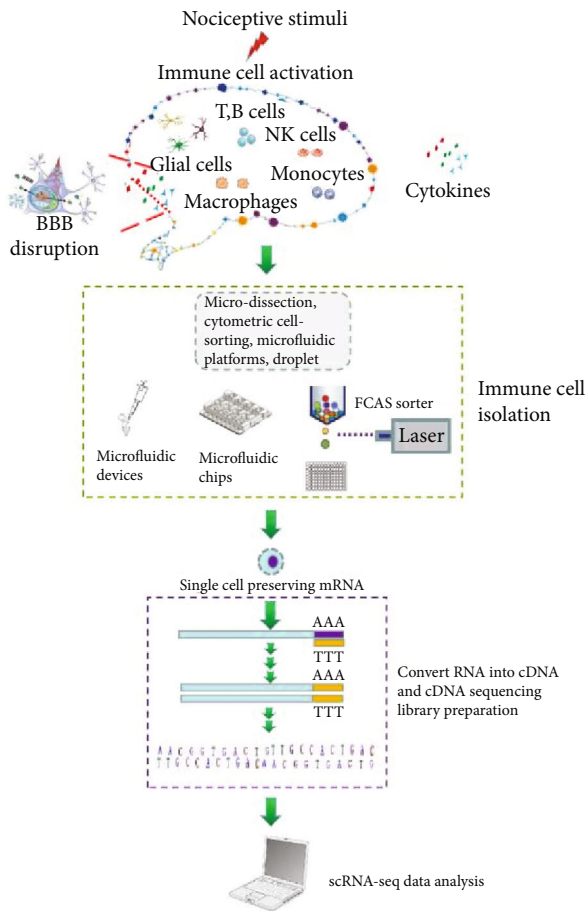 Nociceptive stimuli
Immune cell activation
T,B cells
NK cells
Glial cells
Monocytes
Macrophages
Cytokines
BBB
disruption
Micro-dissection,
cytometric cell-
sorting, microfluidic
platforms, droplet
FCAS sorter
Laser
Microfluidic
devices
Microfluidic
chips
Immune cell
isolation
Single cell preserving mRNA
AAA
TTT
AAA
TTT
Convert RNA into cDNA
and cDNA sequencing
library preparation
A A C G G T G A C T G T T G C C A C T G A C
T T G C C A C T G A C A A C G G T G A G T G
scRNA-seq data analysis